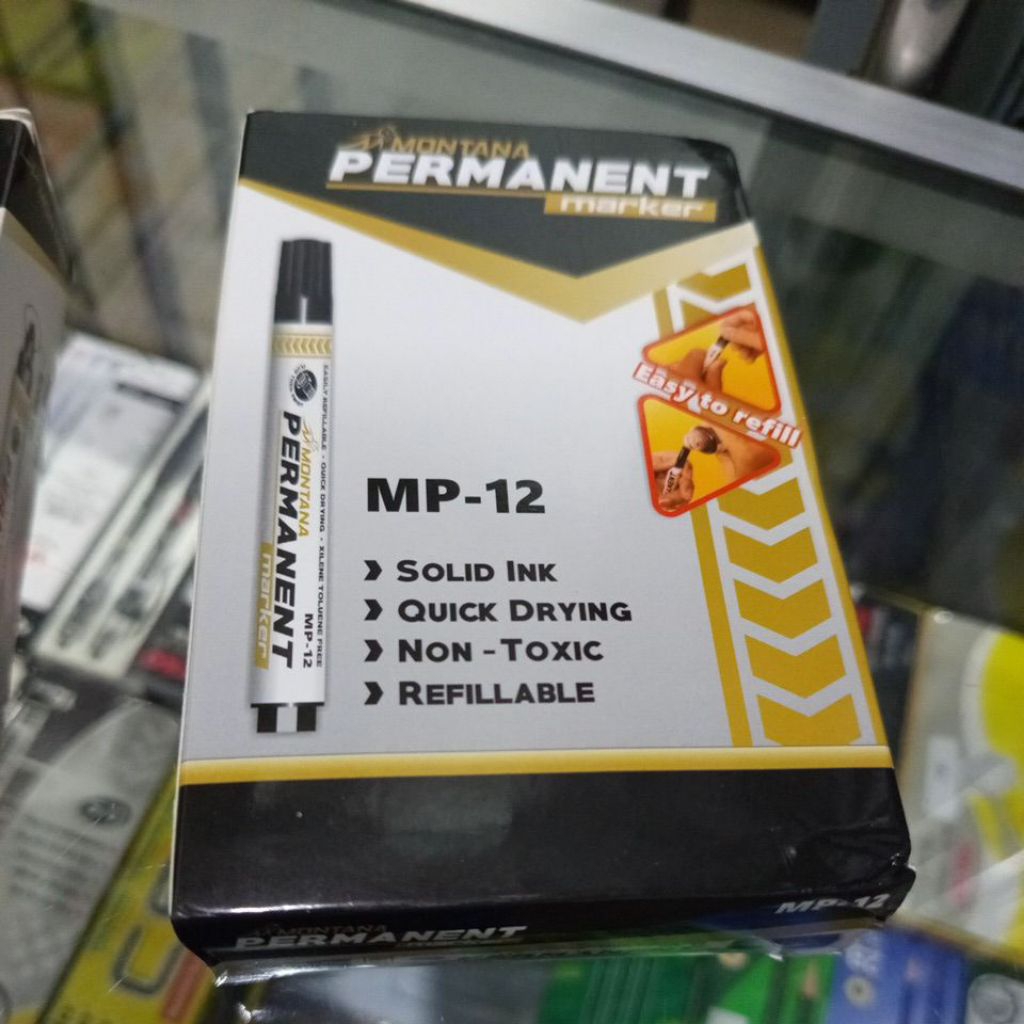 MONTANA
PERMANENT
marker
Easy to refill
EASILY REFILLABLE - QUICK DRYING - XILENE TOLUENE FREE
MONTANA
PERMANENT
marker
MP-12
MP-12
❯ SOLID INK
❯ QUICK DRYING
❯ NON - TOXIC
❯ REFILLABLE
MONTANA
PERMANENT
MP-12